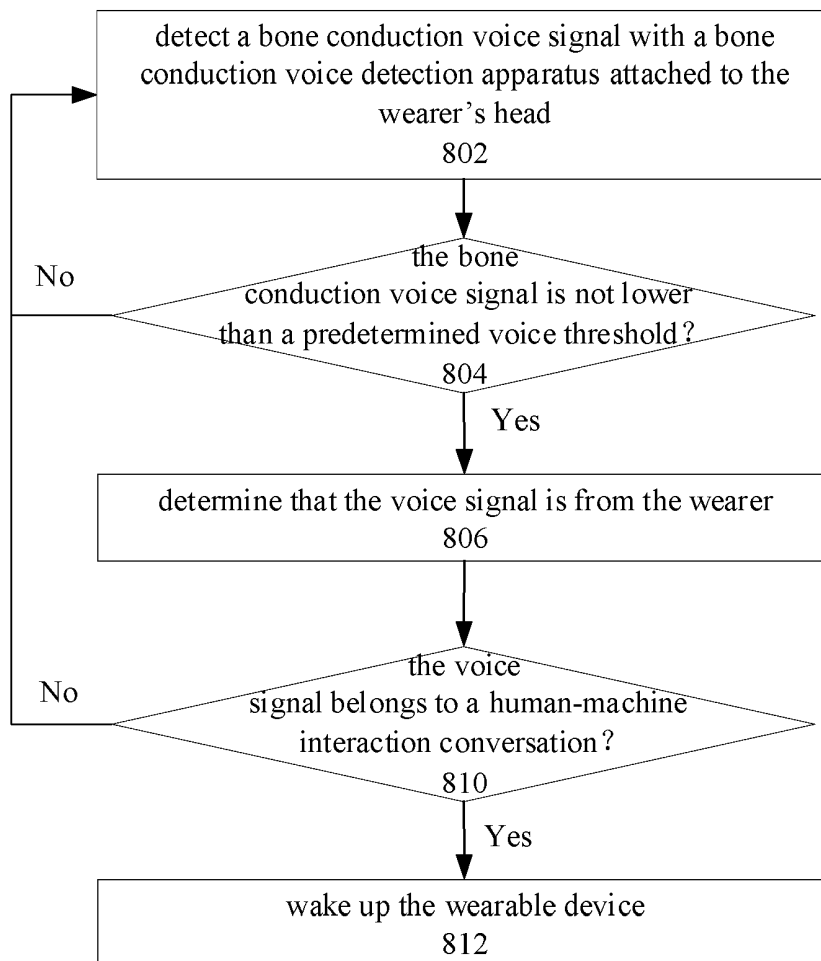 detect a bone conduction voice signal with a bone
conduction voice detection apparatus attached to the
wearer's head
802
No
the bone
conduction voice signal is not lower
than a predetermined voice threshold?
804
Yes
determine that the voice signal is from the wearer
806
No
the voice
signal belongs to a human-machine
interaction conversation?
810
Yes
wake up the wearable device
812